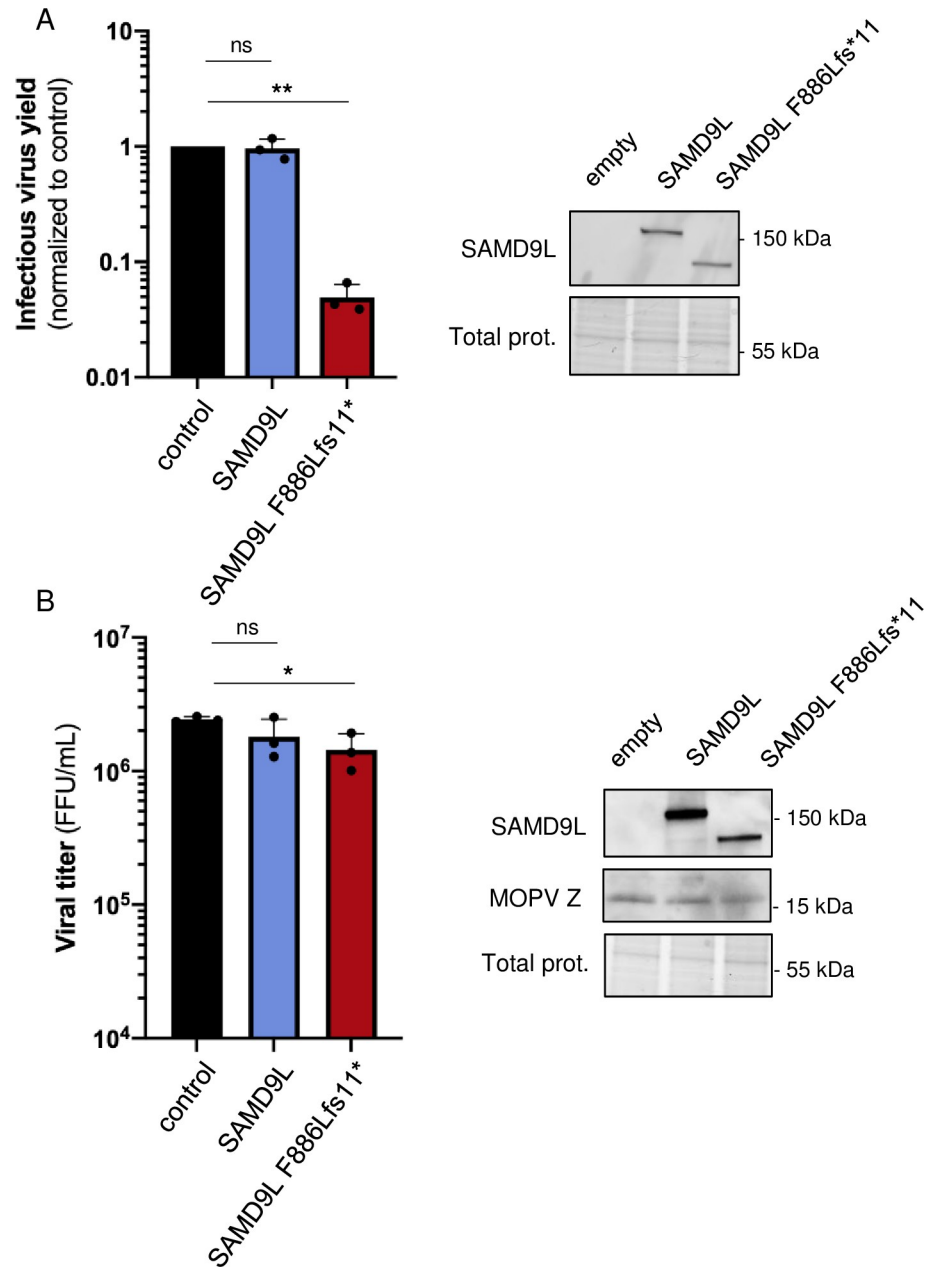 A
Infectious virus yield
(normalized to control)
10
1
0.1
0.01
ns
**
control
SAMD9L
SAMD9L F886Lfs11*
empty
SAMD9L
SAMD9L F886Lfs*11
SAMD9L
- 150 kDa
Total prot.
- 55 kDa
B
Viral titer (FFU/mL)
10⁷
10⁶
10⁵
10⁴
ns
*
control
SAMD9L
SAMD9L F886Lfs11*
empty
SAMD9L
SAMD9L F886Lfs*11
SAMD9L
- 150 kDa
MOPV Z
- 15 kDa
Total prot.
- 55 kDa